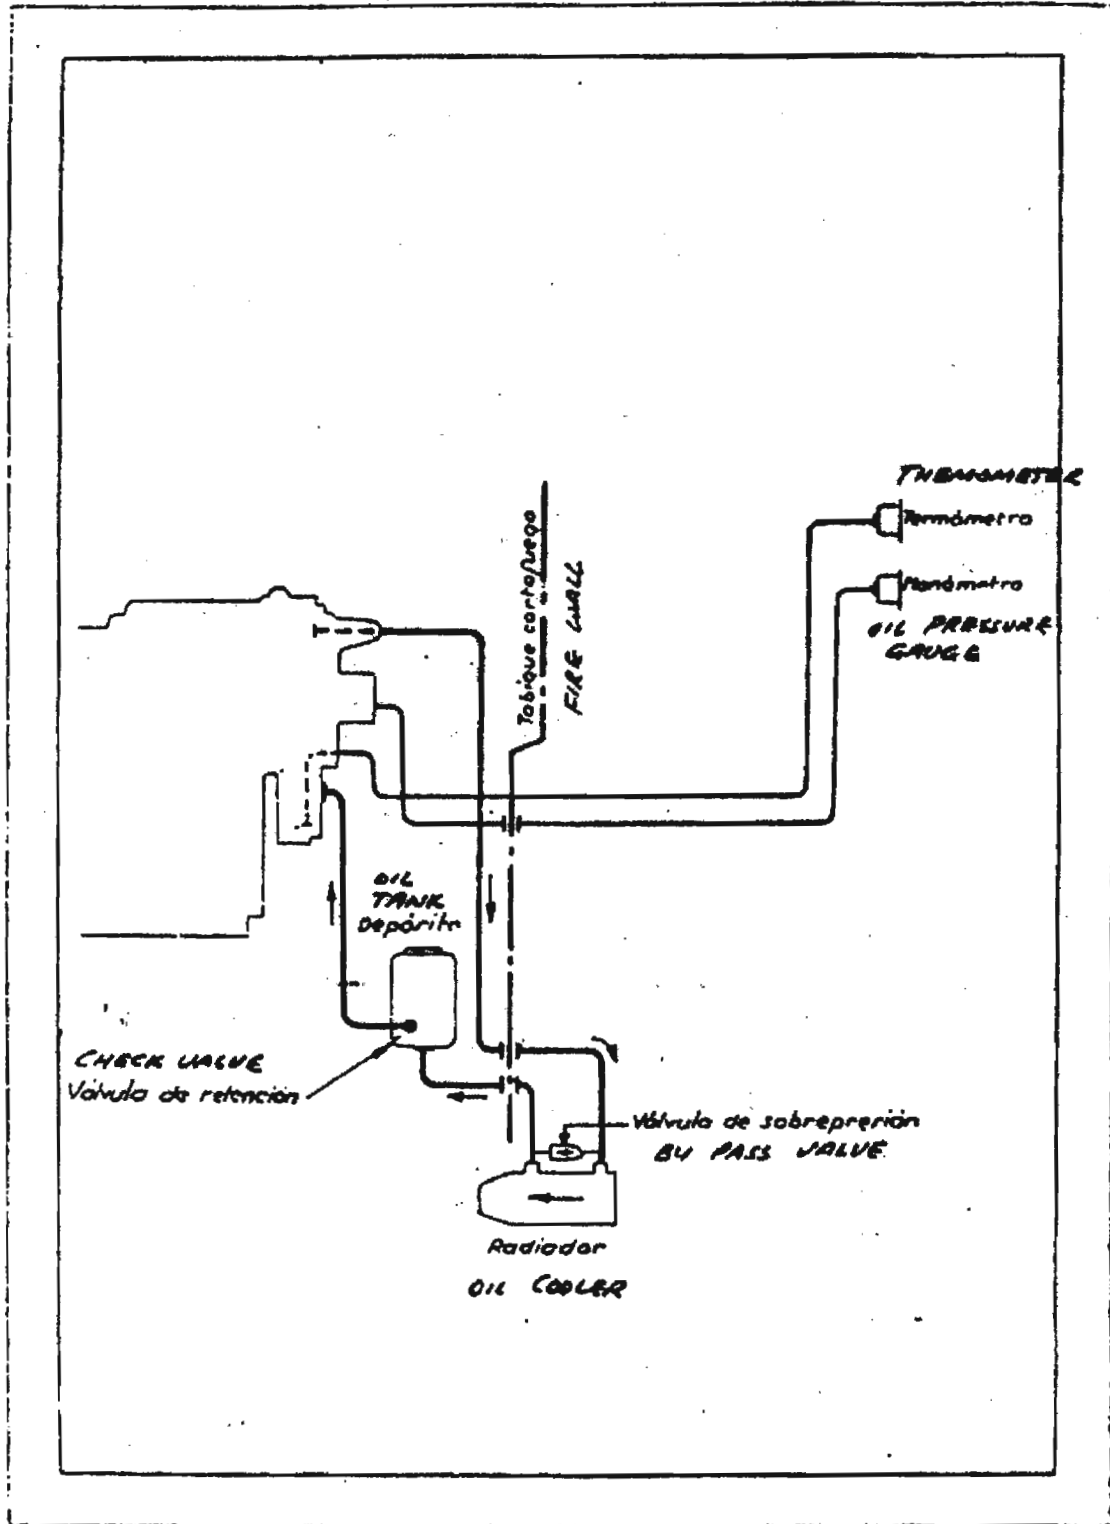 THEMOMETER
Termómetro
Manómetro
OIL PRESSURE
GAUGE
Tabique cortafuego
FIRE WALL
OIL
TANK
Depósito
CHECK VALVE
Válvula de retención
Válvula de sobrepresión
BY PASS VALVE
Radiador
OIL COOLER